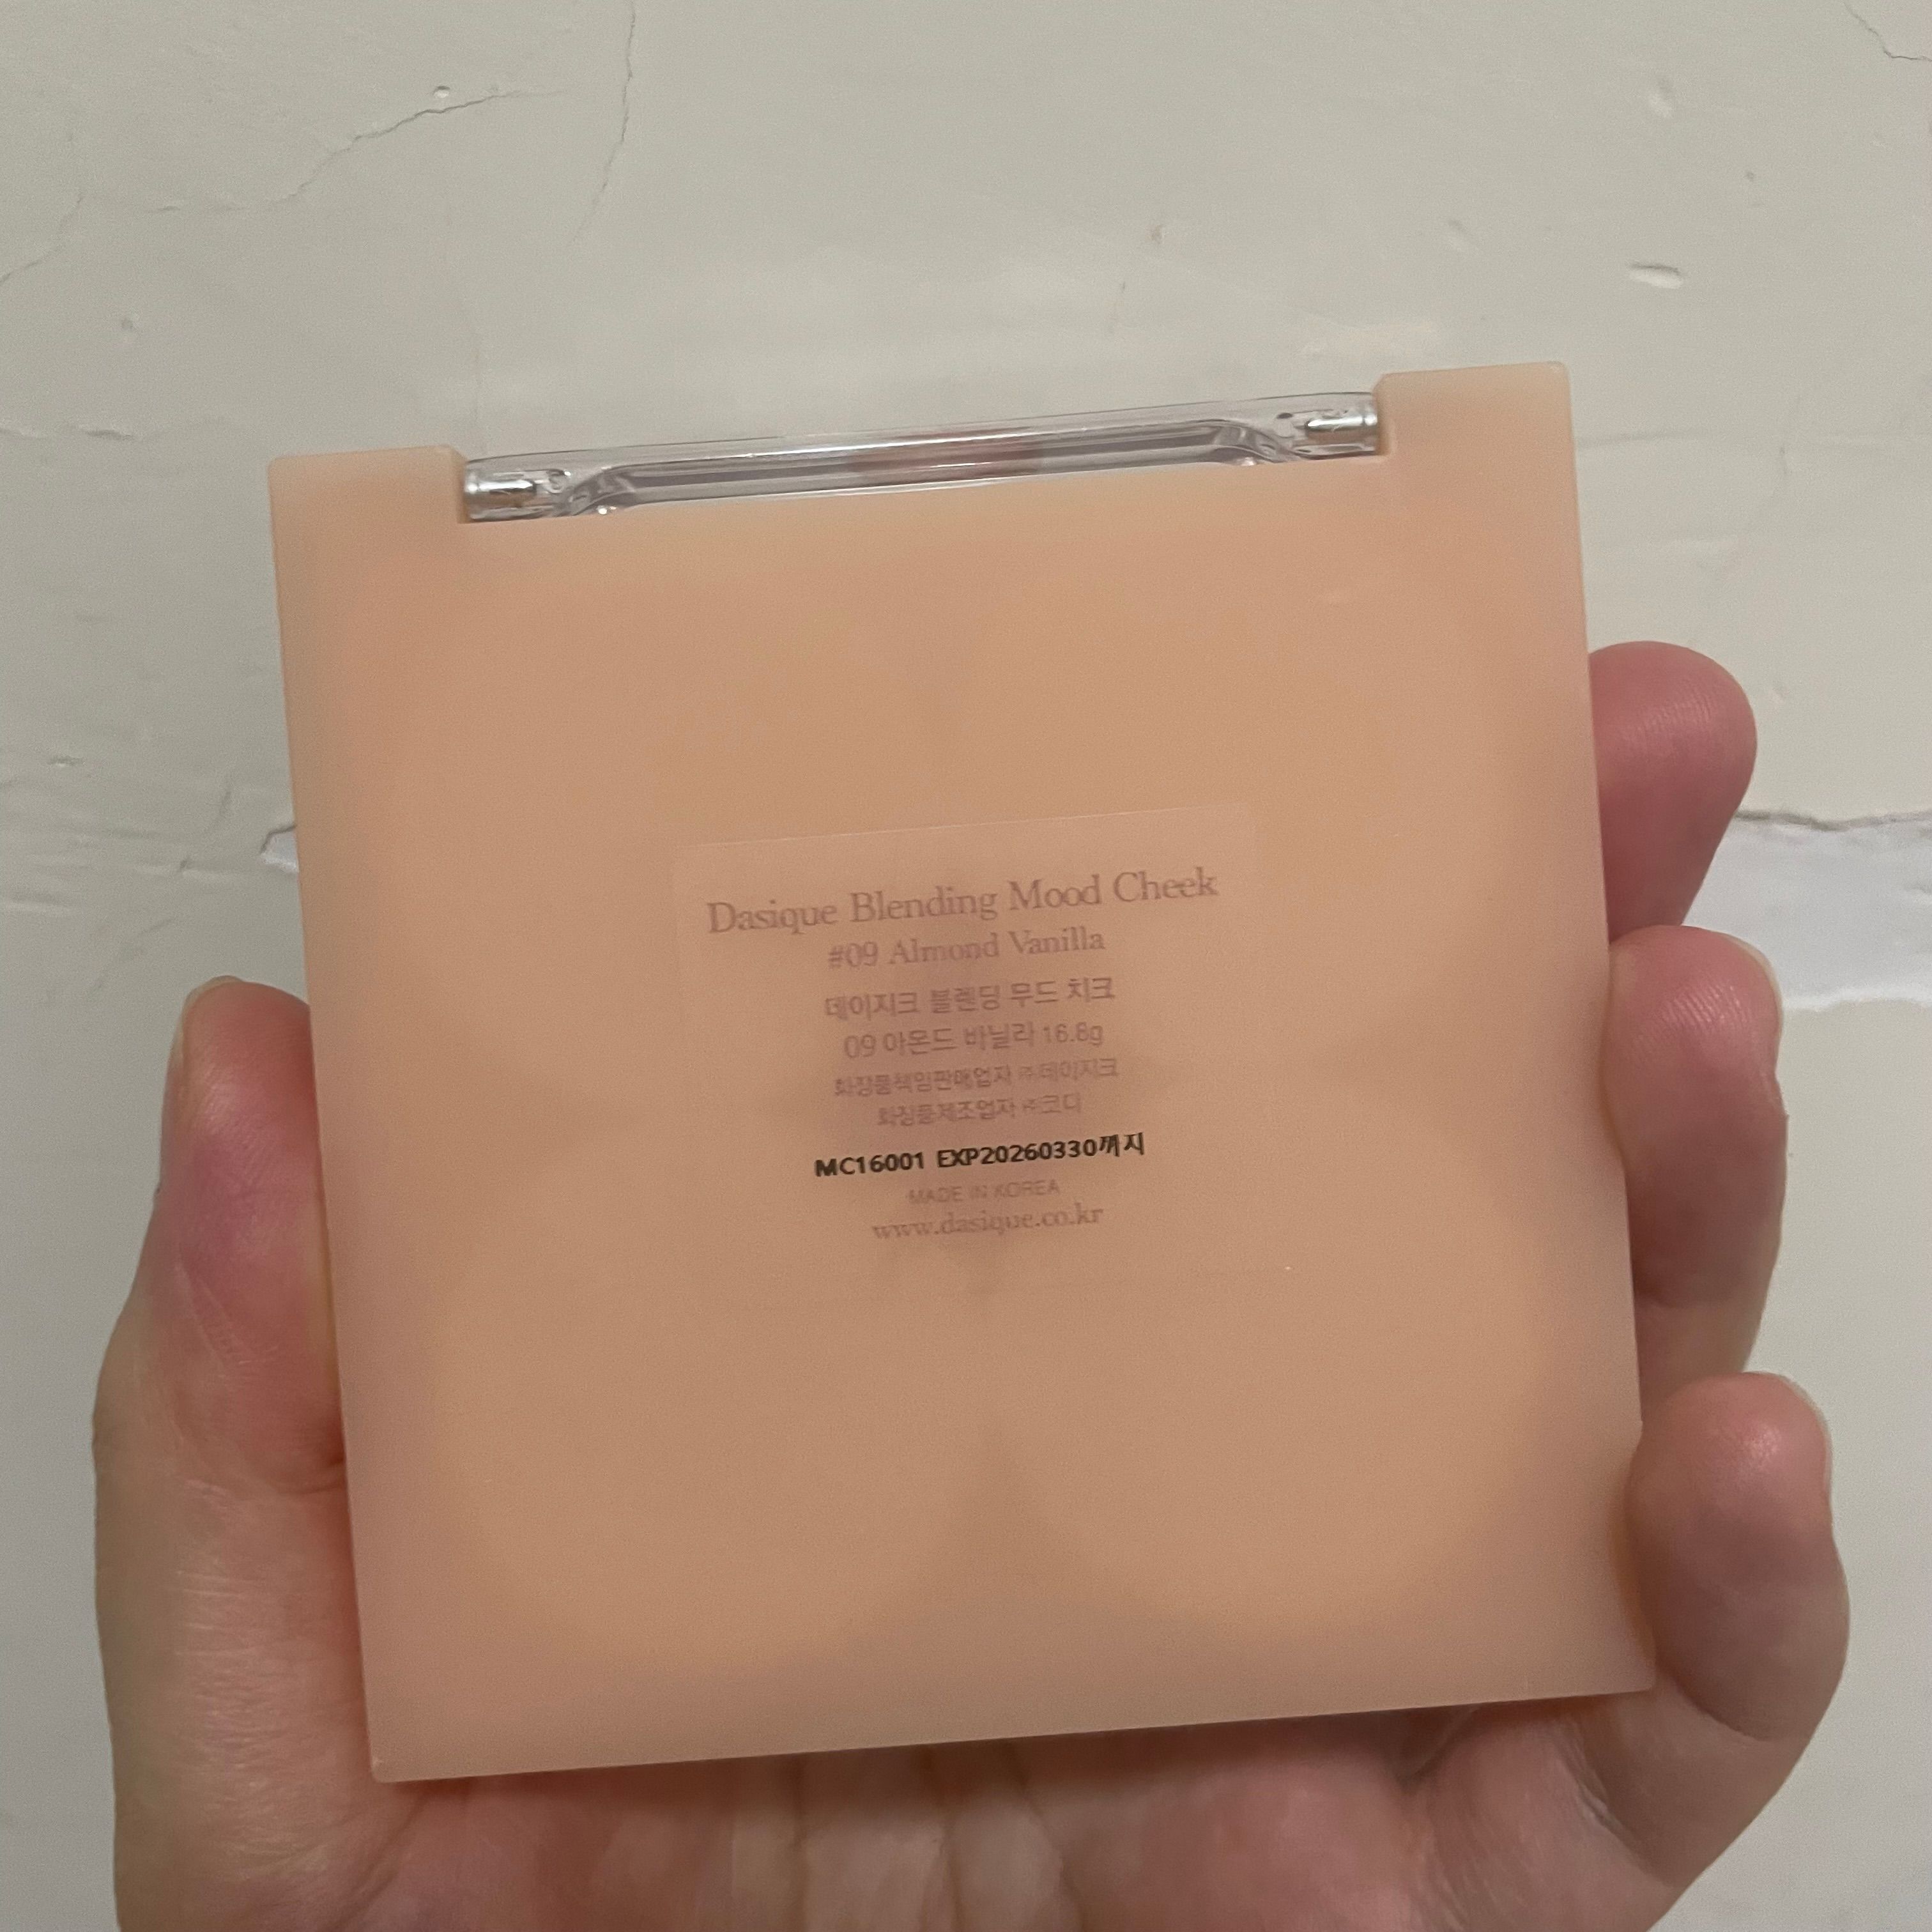 Dasique Blending Mood Cheek
#09 Almond Vanilla
데이지크 블렌딩 무드 치크
09 아몬드 바닐라 16.8g
화장품책임판매업자 ㈜데이지크
화장품제조업자 ㈜코디
MC16001 EXP20260330까지
MADE IN KOREA
www.dasique.co.kr